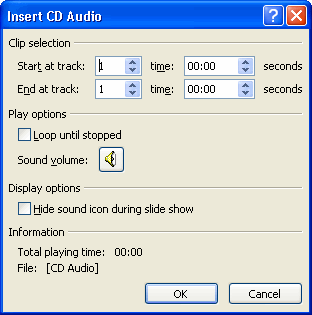 Insert CD Audio
Clip selection
Start at track: 1 time: 00:00 seconds
End at track: 1 time: 00:00 seconds
Play options
Loop until stopped
Sound volume:
Display options
Hide sound icon during slide show
Information
Total playing time: 00:00
File: [CD Audio]
OK Cancel